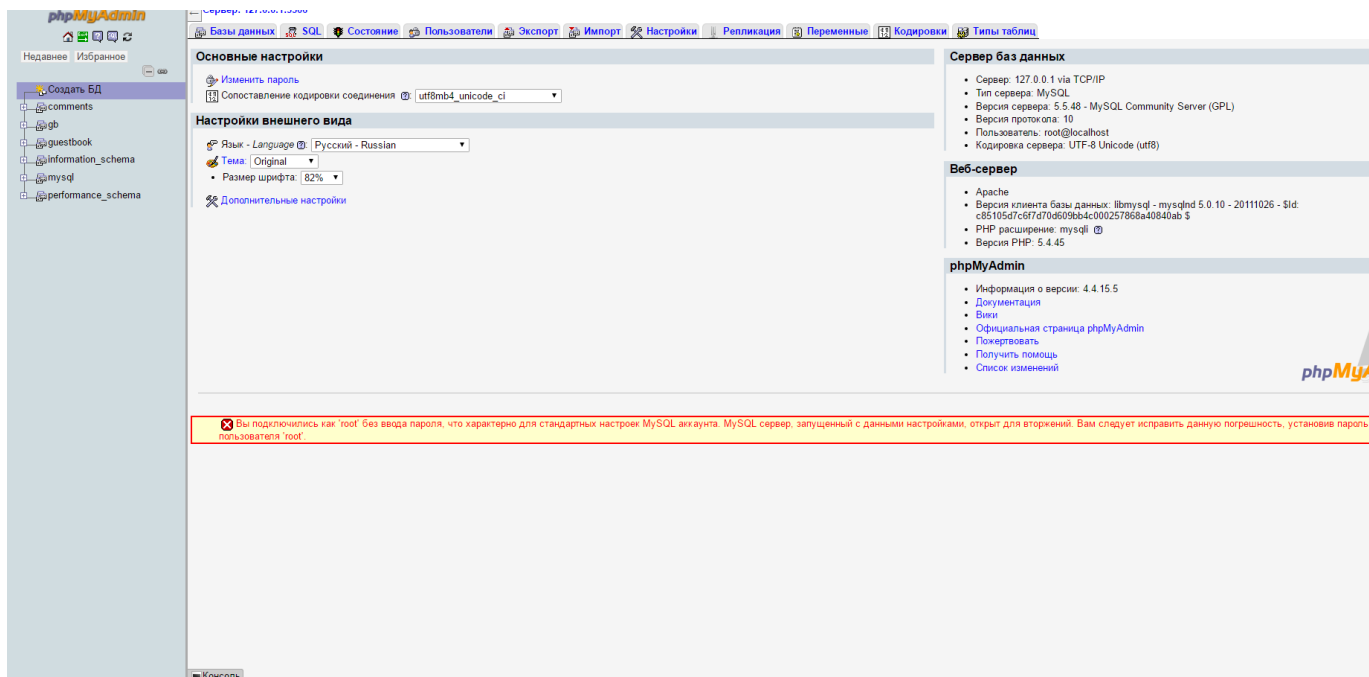 phpMyAdmin
Недавнее Избранное
Создать БД
comments
gb
guestbook
information_schema
mysql
performance_schema
Сервер: 127.0.0.1:3306
Базы данных SQL Состояние Пользователи Экспорт Импорт Настройки Репликация Переменные Кодировки Типы таблиц
Основные настройки
Изменить пароль
Сопоставление кодировки соединения utf8mb4_unicode_ci
Настройки внешнего вида
Язык - Language Русский - Russian
Тема: Original
Размер шрифта: 82%
Дополнительные настройки
Сервер баз данных
Сервер: 127.0.0.1 via TCP/IP
Тип сервера: MySQL
Версия сервера: 5.5.48 - MySQL Community Server (GPL)
Версия протокола: 10
Пользователь: root@localhost
Кодировка сервера: UTF-8 Unicode (utf8)
Веб-сервер
Apache
Версия клиента базы данных: libmysql - mysqlnd 5.0.10 - 20111026 - $Id:
c85105d7c6f7d70d609bb4c000257868a40840ab $
PHP расширение: mysqli
Версия PHP: 5.4.45
phpMyAdmin
Информация о версии: 4.4.15.5
Документация
Вики
Официальная страница phpMyAdmin
Пожертвовать
Получить помощь
Список изменений
phpMyA
Вы подключились как 'root' без ввода пароля, что характерно для стандартных настроек MySQL аккаунта. MySQL сервер, запущенный с данными настройками, открыт для вторжений. Вам следует исправить данную погрешность, установив пароль
пользователя 'root'.
Консоль